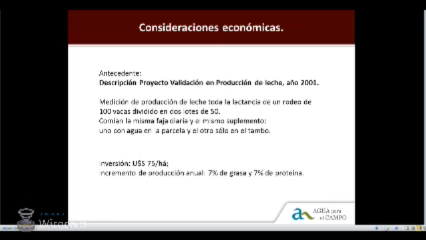 Consideraciones económicas.
Antecedente:
Descripción Proyecto Validación en Producción de leche, año 2001.
Medición de producción de leche toda la lactancia de un rodeo de
100 vacas dividido en dos lotes de 50.
Comían la misma faja diaria y el mismo suplemento:
uno con agua en la parcela y el otro sólo en el tambo.
Inversión: U$S 75/há;
Incremento de producción anual: 7% de grasa y 7% de proteína.
AGUA para
el CAMPO